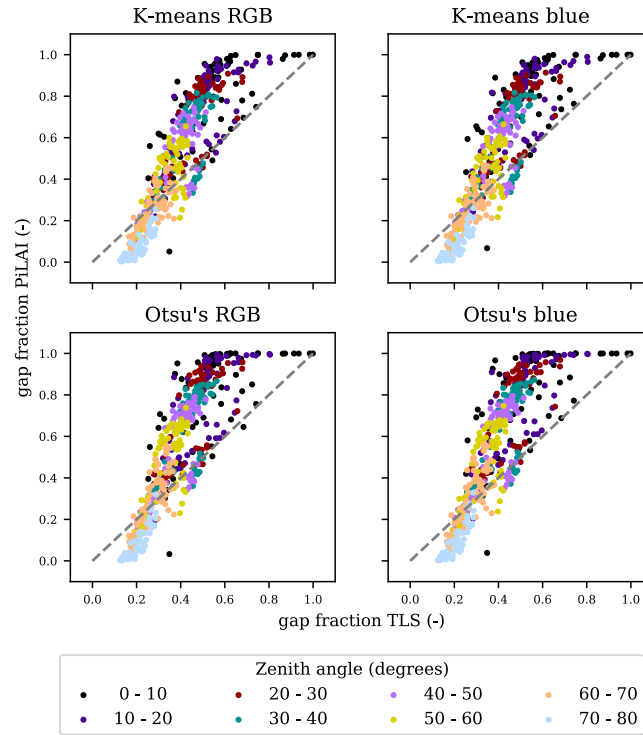 K-means RGB K-means blue
1.0
0.8
0.6
0.4
0.2
0.0
Otsu's RGB Otsu's blue
1.0
0.8
0.6
0.4
0.2
0.0
0.0 0.2 0.4 0.6 0.8 1.0 0.0 0.2 0.4 0.6 0.8 1.0
gap fraction PiLAI (-)
gap fraction TLS (-)
Zenith angle (degrees)
0 - 10 20 - 30 40 - 50 60 - 70
10 - 20 30 - 40 50 - 60 70 - 80